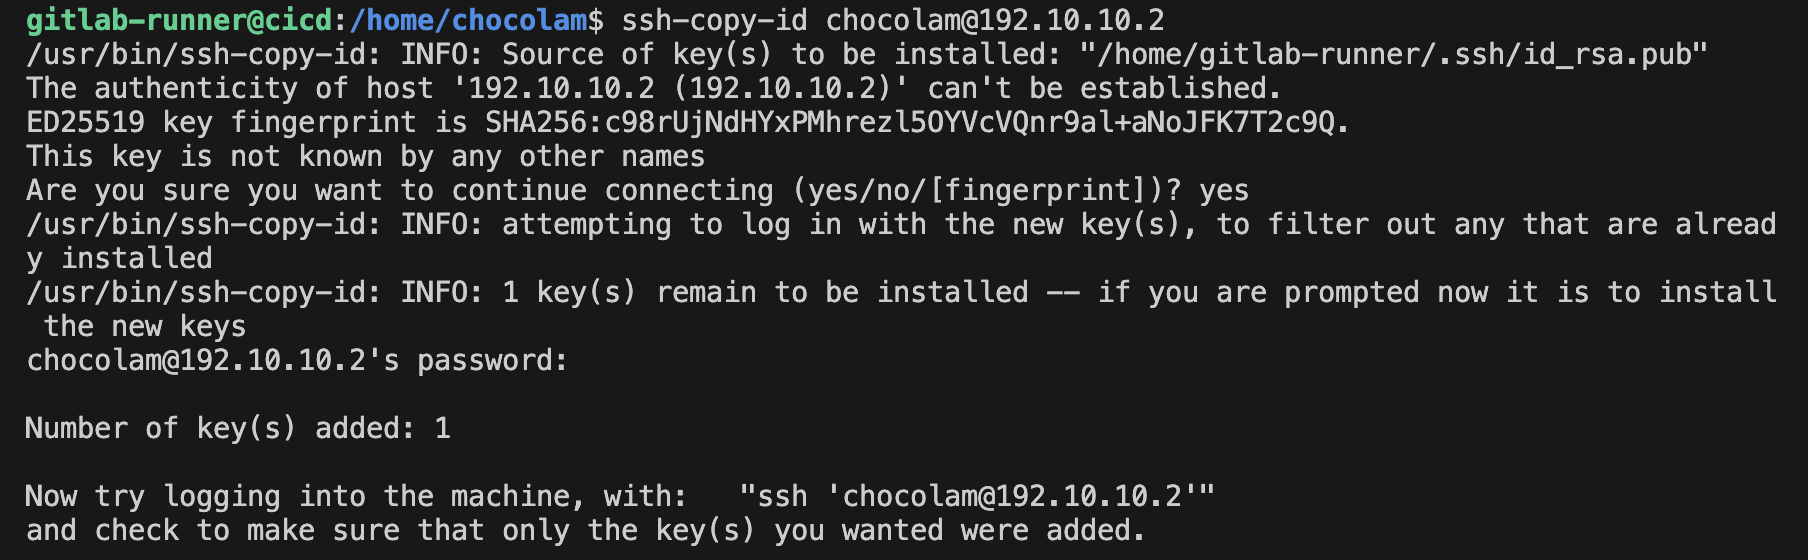 gitlab-runner@cicd:/home/chocolam$ ssh-copy-id chocolam@192.10.10.2
/usr/bin/ssh-copy-id: INFO: Source of key(s) to be installed: "/home/gitlab-runner/.ssh/id_rsa.pub"
The authenticity of host '192.10.10.2 (192.10.10.2)' can't be established.
ED25519 key fingerprint is SHA256:c98rUjNdHYxPMhrezl5OYVcVQnr9al+aNoJFK7T2c9Q.
This key is not known by any other names
Are you sure you want to continue connecting (yes/no/[fingerprint])? yes
/usr/bin/ssh-copy-id: INFO: attempting to log in with the new key(s), to filter out any that are alread
y installed
/usr/bin/ssh-copy-id: INFO: 1 key(s) remain to be installed -- if you are prompted now it is to install
 the new keys
chocolam@192.10.10.2's password:
Number of key(s) added: 1
Now try logging into the machine, with:   "ssh 'chocolam@192.10.10.2'"
and check to make sure that only the key(s) you wanted were added.